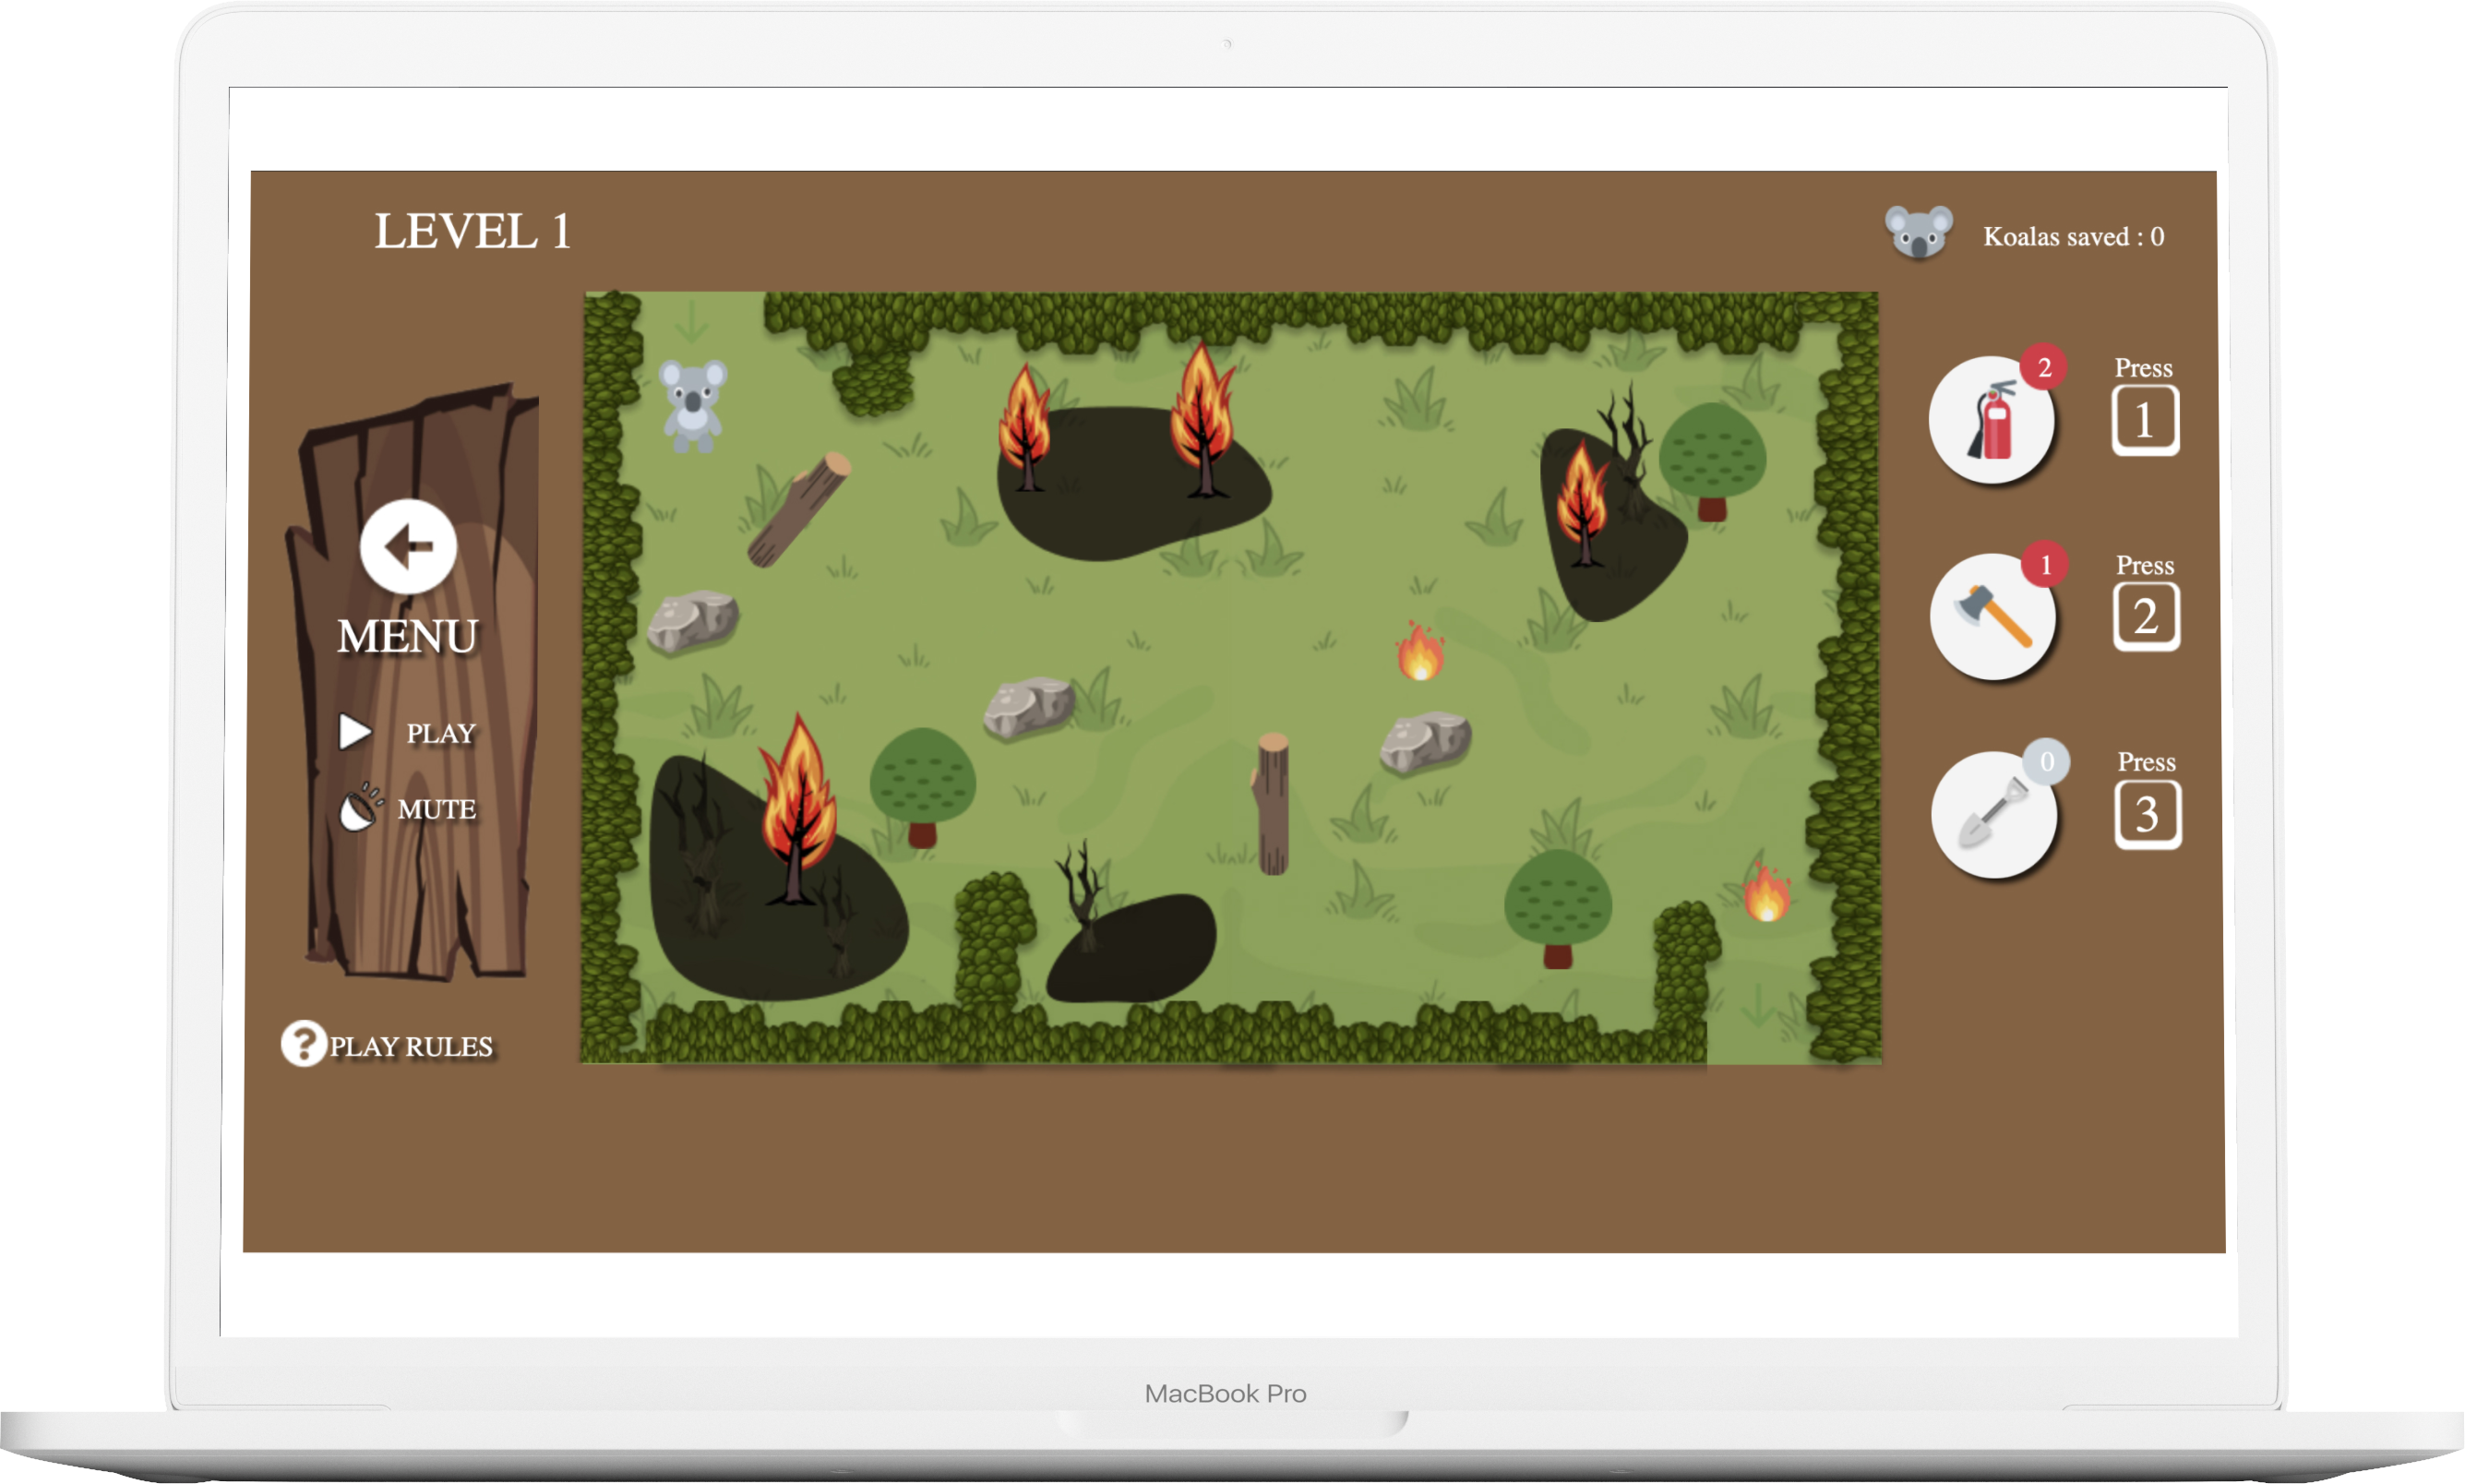 LEVEL 1
Koalas saved : 0
2
Press
1
1
Press
2
0
Press
3
MENU
PLAY
MUTE
?
PLAY RULES
MacBook Pro